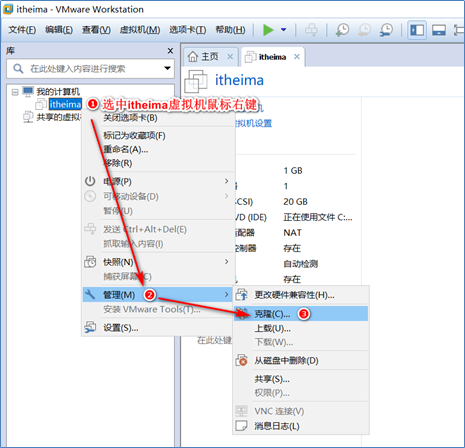 itheima - VMware Workstation
文件(F) 编辑(E) 查看(V) 虚拟机(M) 选项卡(T) 帮助(H)
库
在此处键入内容进行搜索
我的计算机
itheima
共享的虚拟
1 选中itheima虚拟机鼠标右键
主页
itheima
itheima
虚拟机设置
关闭选项卡(B)
标记为收藏项(F)
重命名(A)...
移除(R)
电源(P)
可移动设备(D)
暂停(U)
发送 Ctrl+Alt+Del(E)
抓取输入内容(I)
快照(N)
捕获屏幕(C)
管理(M) 2
安装 VMware Tools(T)...
设置(S)...
1 GB
1
(SCSI) 20 GB
VD (IDE) 正在使用文件 C:...
适配器 NAT
控制器 存在
自动检测
存在
更改硬件兼容性(H)...
克隆(C)... 3
上载(U)...
下载(W)...
从磁盘中删除(D)
共享(S)...
权限(P)...
VNC 连接(V)
消息日志(L)
在此处键